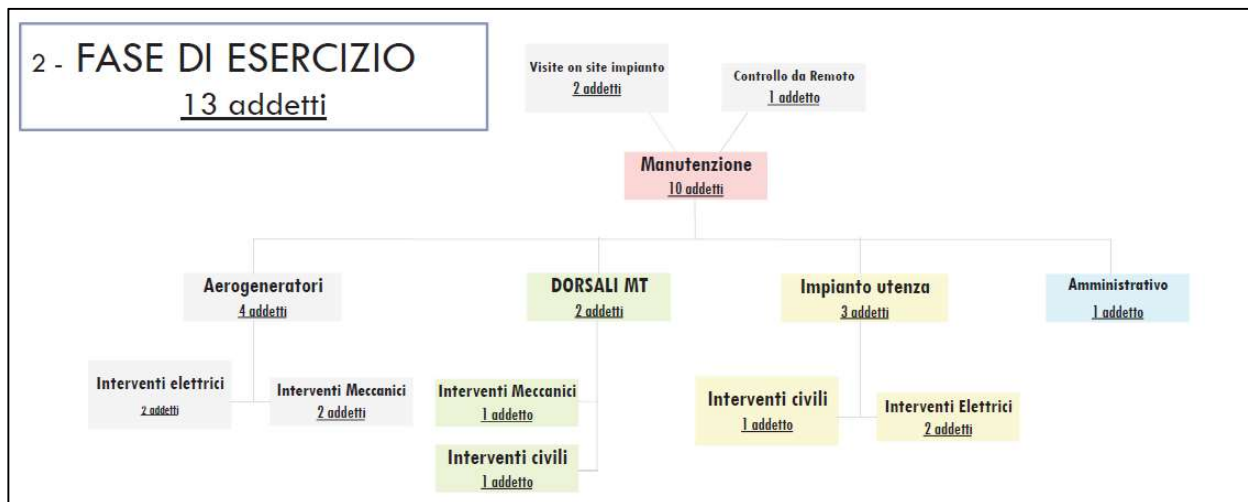 2 - FASE DI ESERCIZIO
13 addetti
Visite on site impianto
2 addetti
Controllo da Remoto
1 addetto
Manutenzione
10 addetti
Aerogeneratori
4 addetti
DORSALI MT
2 addetti
Impianto utenza
3 addetti
Amministrativo
1 addetto
Interventi elettrici
2 addetti
Interventi Meccanici
2 addetti
Interventi Meccanici
1 addetto
Interventi civili
1 addetto
Interventi civili
1 addetto
Interventi Elettrici
2 addetti